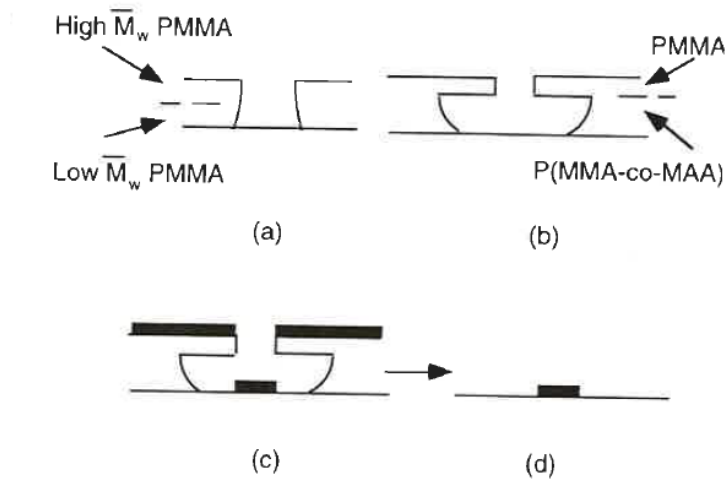 High M̅w PMMA
PMMA
Low M̅w PMMA
P(MMA-co-MAA)
(a)
(b)
(c)
(d)